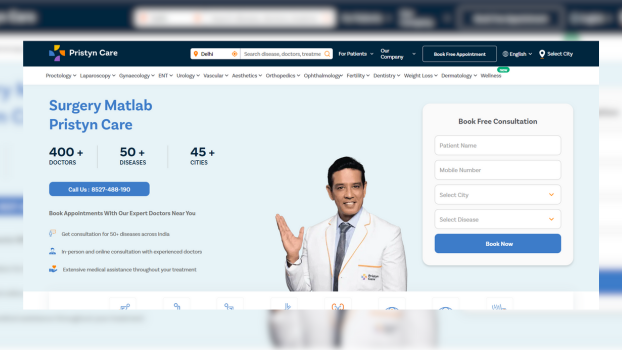 Pristyn Care
Delhi
Search disease, doctors, treatme
For Patients
Our
Company
Book Free Appointment
English
Select City
Proctology Laparoscopy Gynaecology ENT Urology Vascular Aesthetics Orthopedics Ophthalmology Fertility Dentistry Weight Loss Dermatology Wellness
Surgery Matlab
Pristyn Care
400 + 50 + 45 +
DOCTORS DISEASES CITIES
Call Us : 8527-488-190
Book Appointments With Our Expert Doctors Near You
Get consultation for 50+ diseases across India
In-person and online consultation with experienced doctors
Extensive medical assistance throughout your treatment
Book Free Consultation
Patient Name
Mobile Number
Select City
Select Disease
Book Now